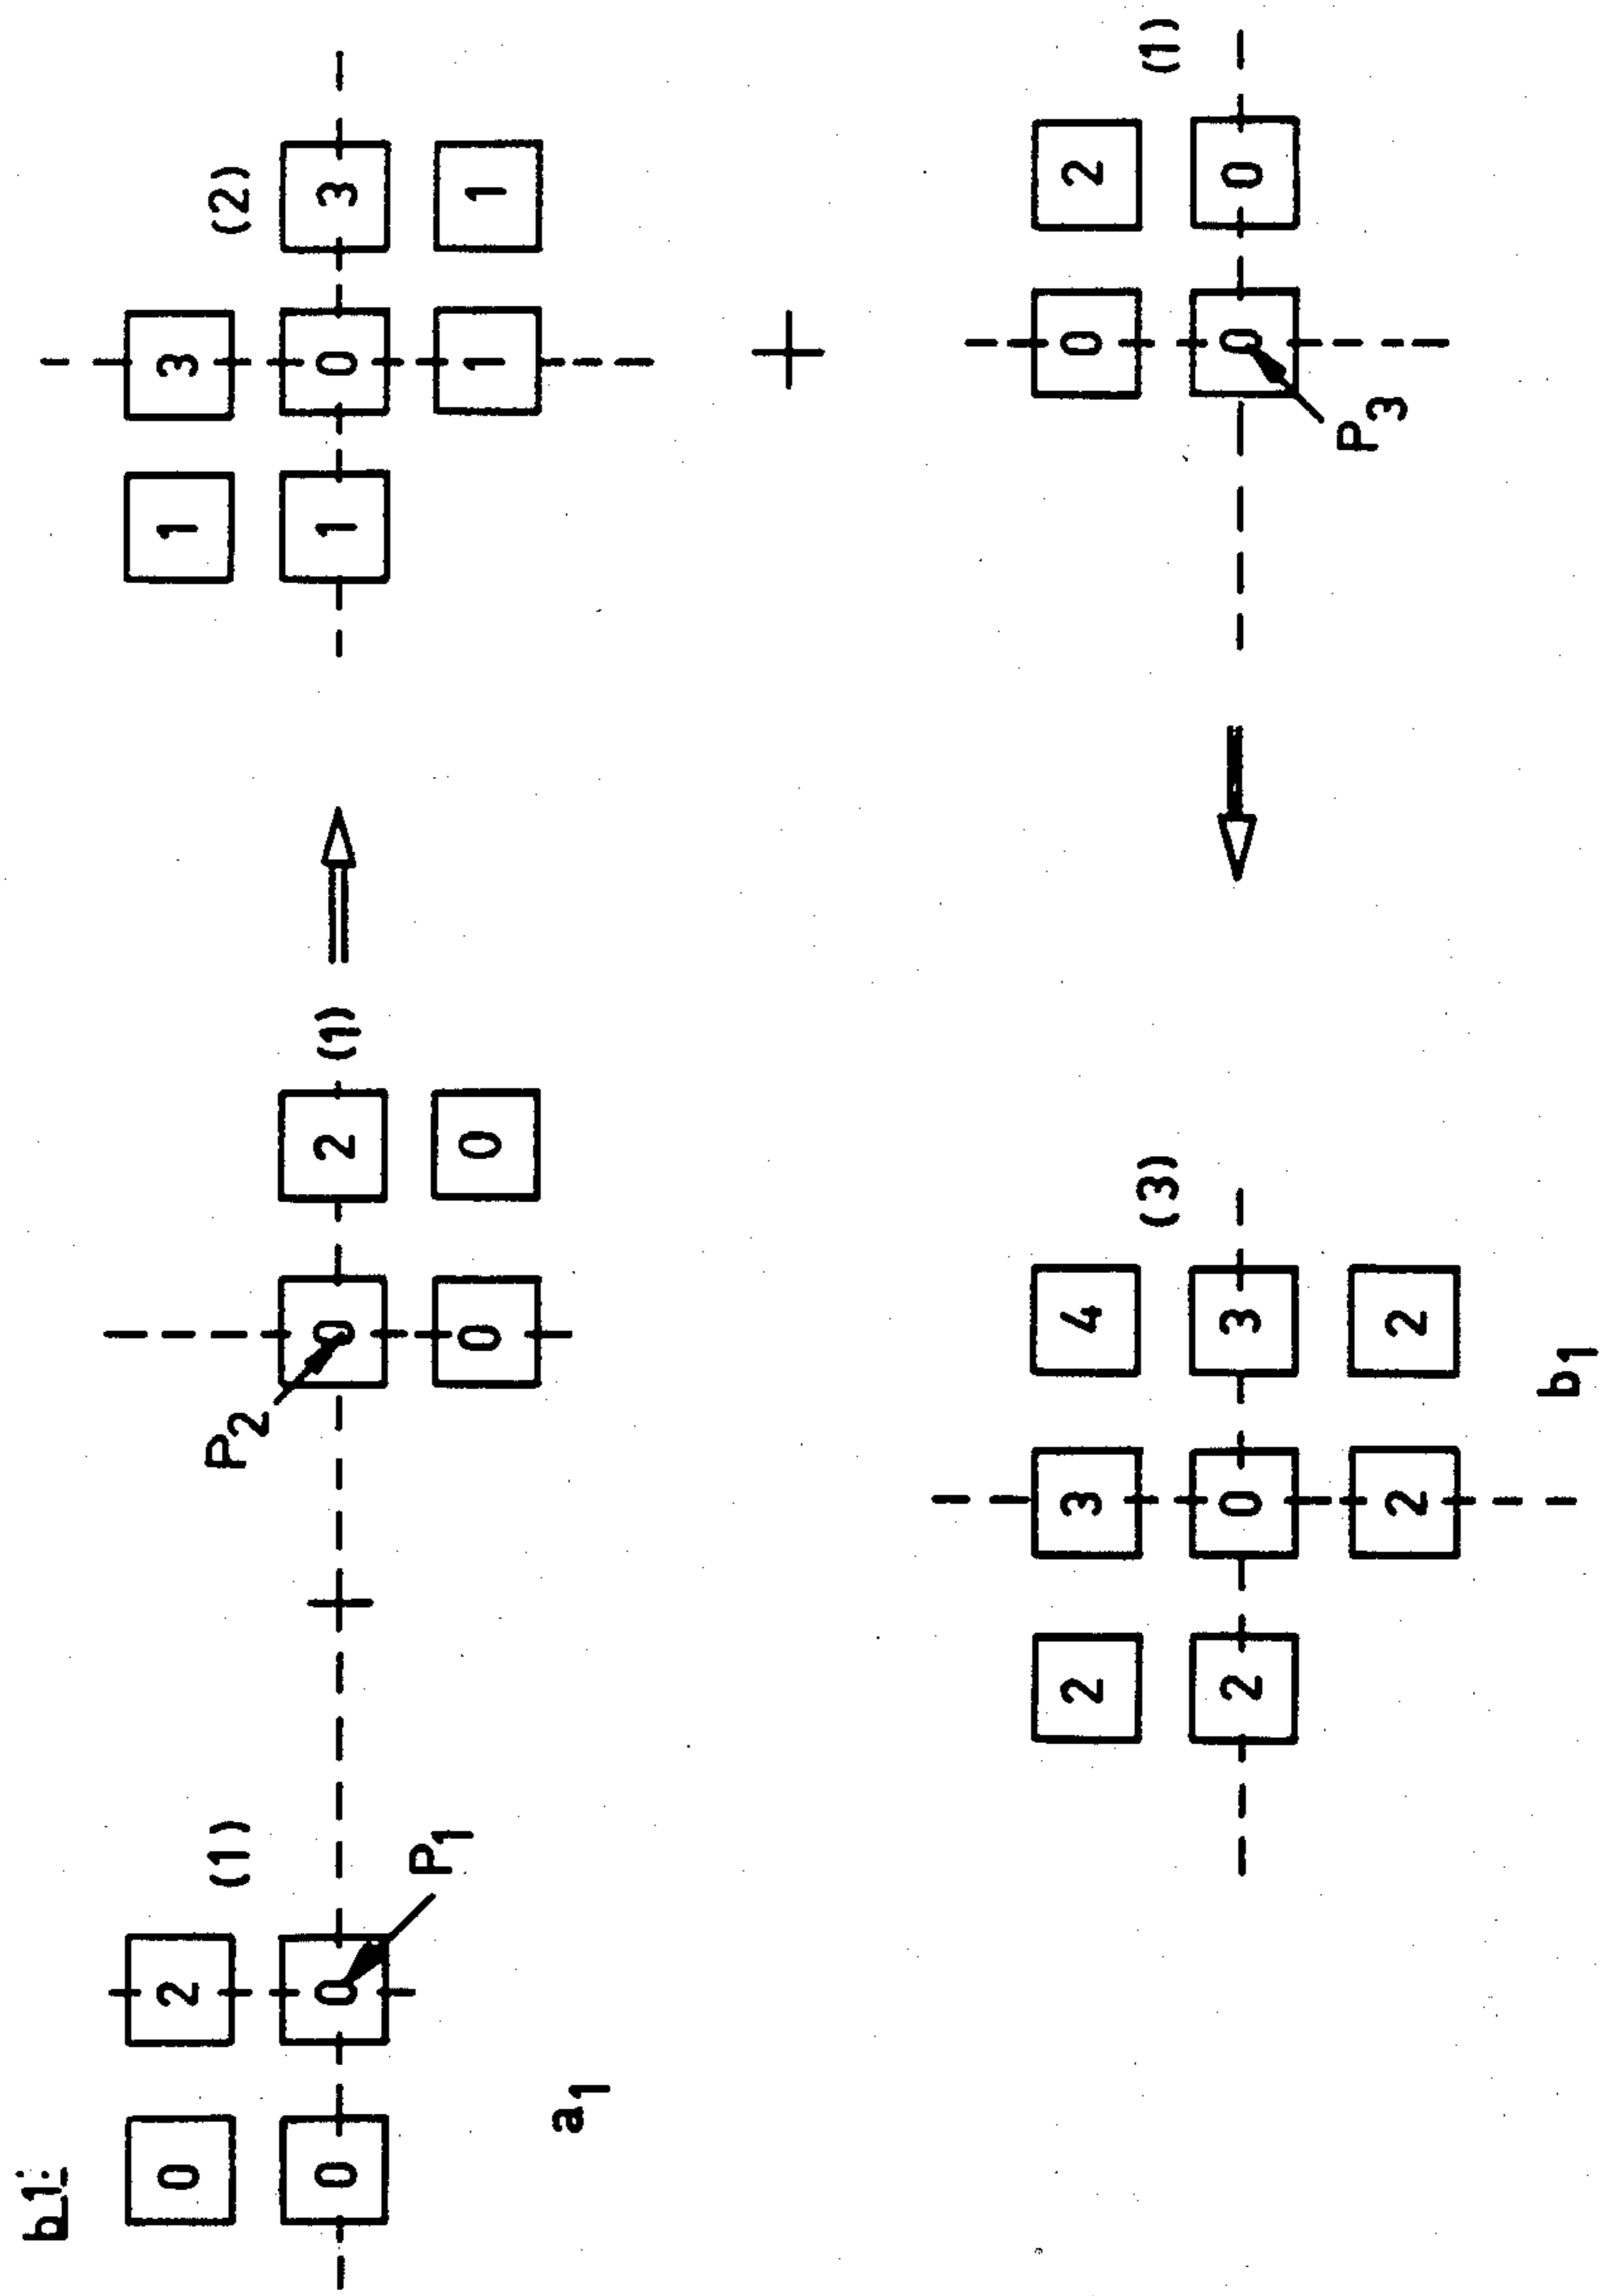 b1:
0 2 1 3
(1) P2 (2)
0 0 + 0 2 (1) 1 0 3
P1
0 0 1 1
a1
+
2 3 4 0 2
(3) (1)
2 0 3 0 0
P3
2 2
b1